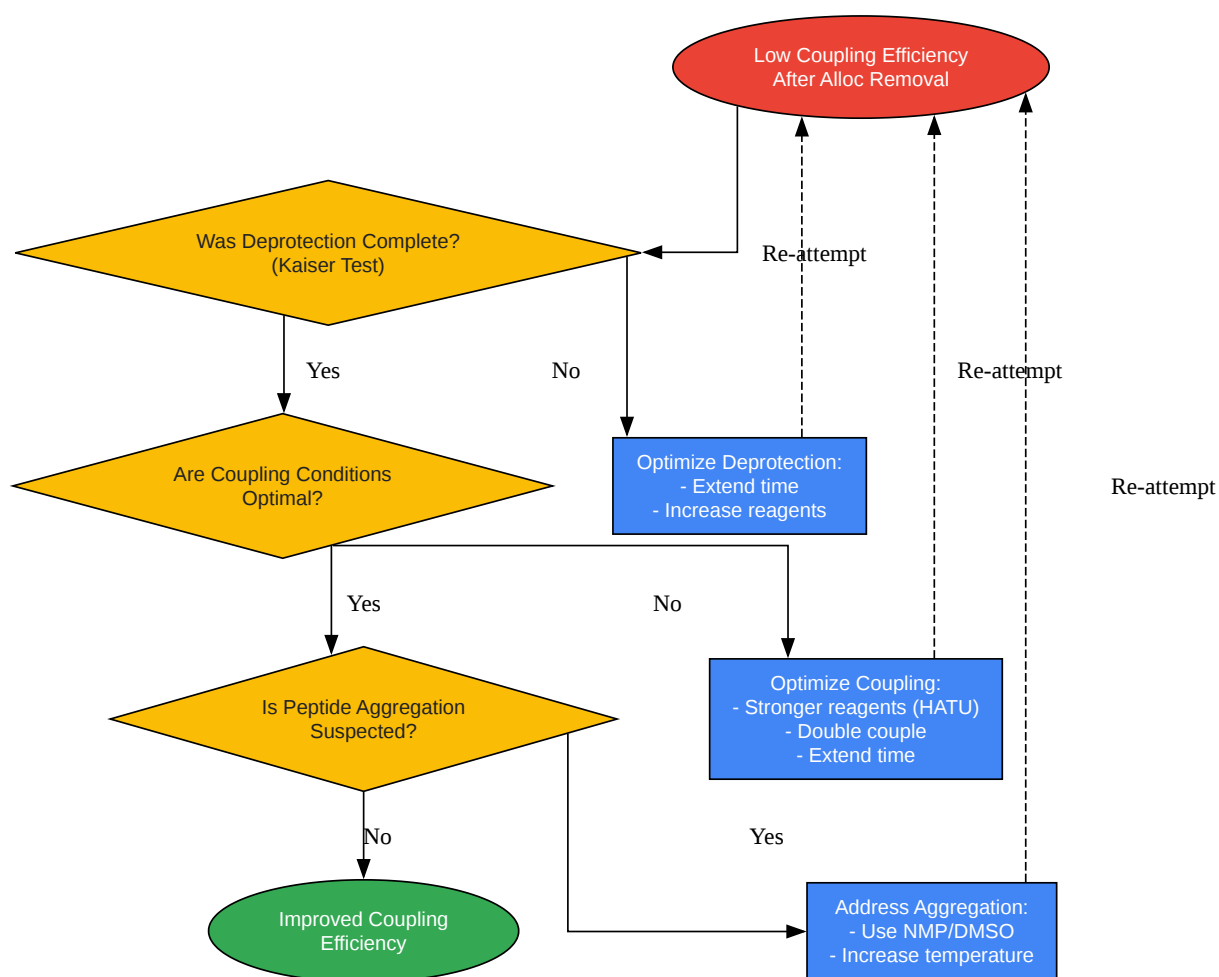 Low Coupling Efficiency
After Alloc Removal
Was Deprotection Complete?
(Kaiser Test)
Re-attempt
Yes
No
Re-attempt
Are Coupling Conditions
Optimal?
Optimize Deprotection:
- Extend time
- Increase reagents
Re-attempt
Yes
No
Is Peptide Aggregation
Suspected?
Optimize Coupling:
- Stronger reagents (HATU)
- Double couple
- Extend time
No
Yes
Improved Coupling
Efficiency
Address Aggregation:
- Use NMP/DMSO
- Increase temperature